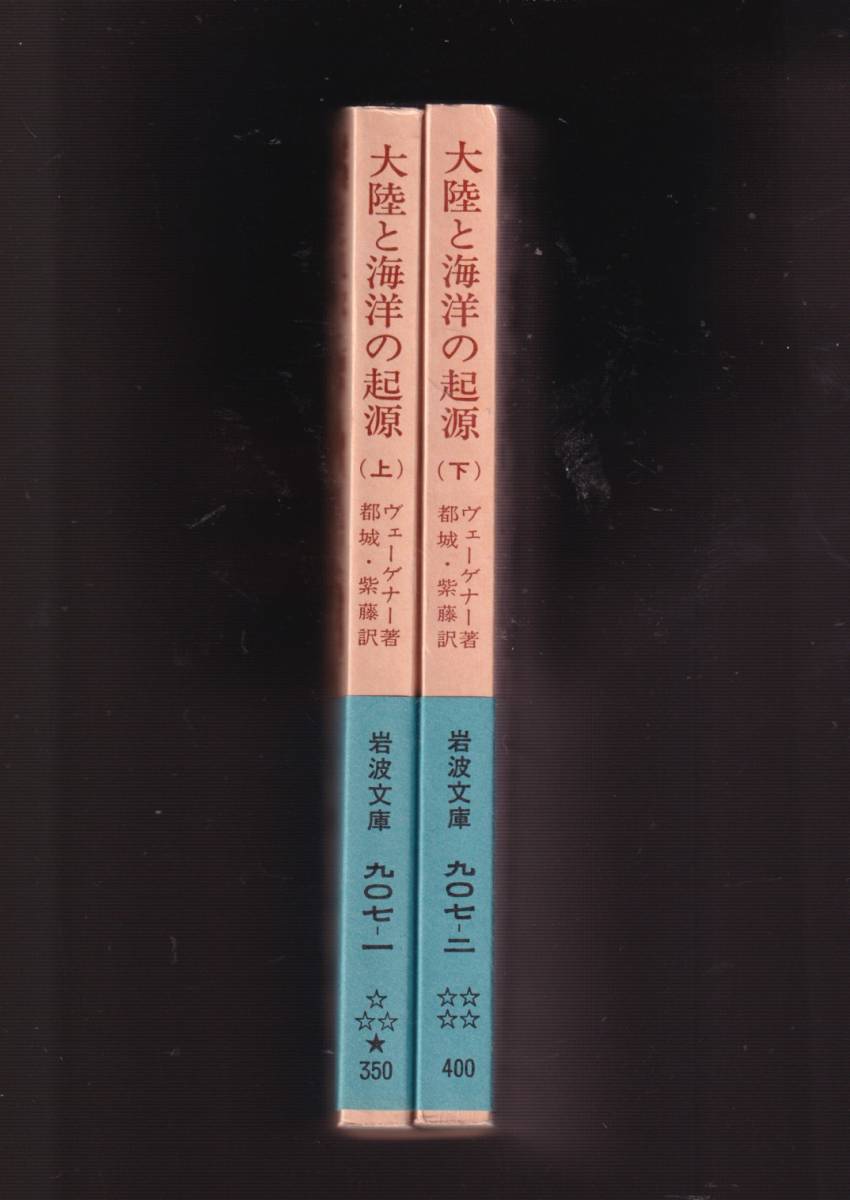 大陸と海洋の起源
(上)
ヴェーゲナー著
都城・紫藤訳
岩波文庫
九〇七-一
☆
☆☆
★
350
大陸と海洋の起源
(下)
ヴェーゲナー著
都城・紫藤訳
岩波文庫
九〇七-二
☆☆
☆☆
400